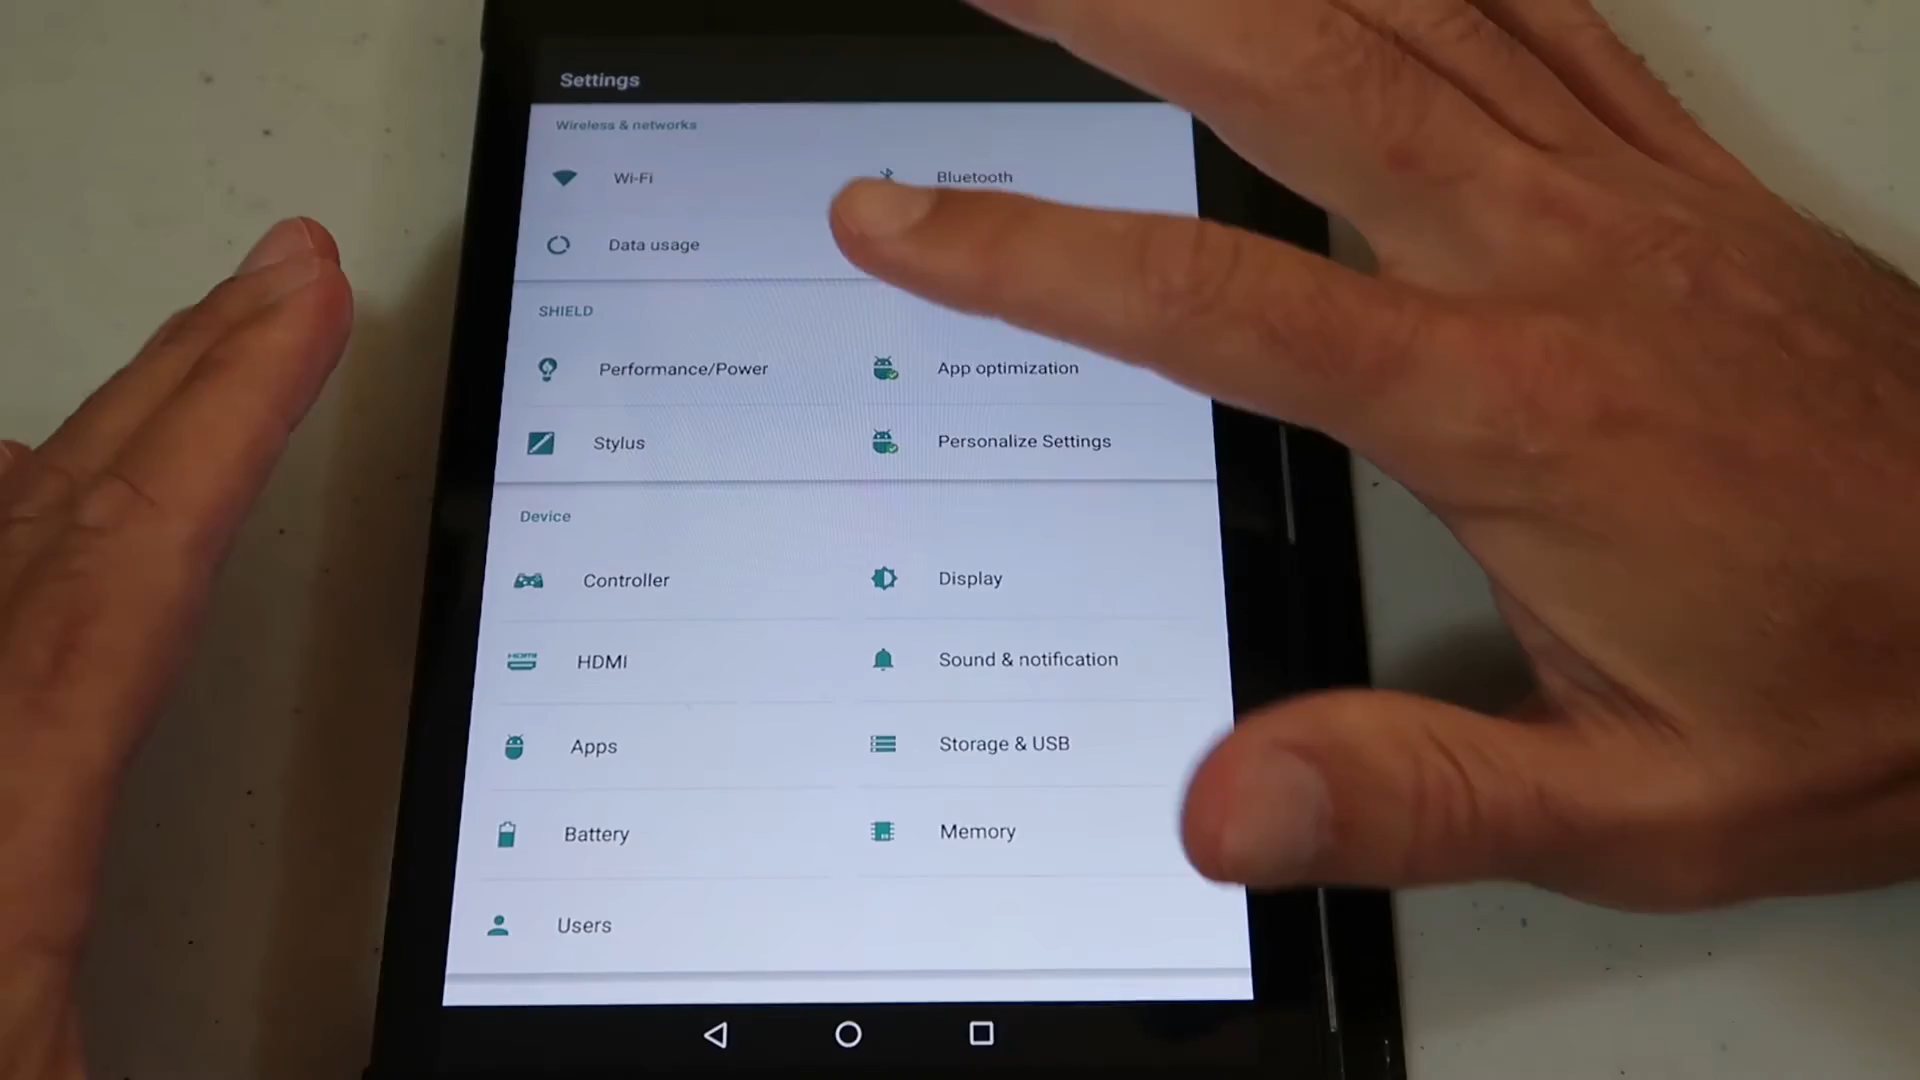 Settings
Wireless & networks
Wi-Fi
Bluetooth
Data usage
SHIELD
Performance/Power
App optimization
Stylus
Personalize Settings
Device
Controller
Display
HDMI
HDMI
Sound & notification
Apps
Storage & USB
Battery
Memory
Users